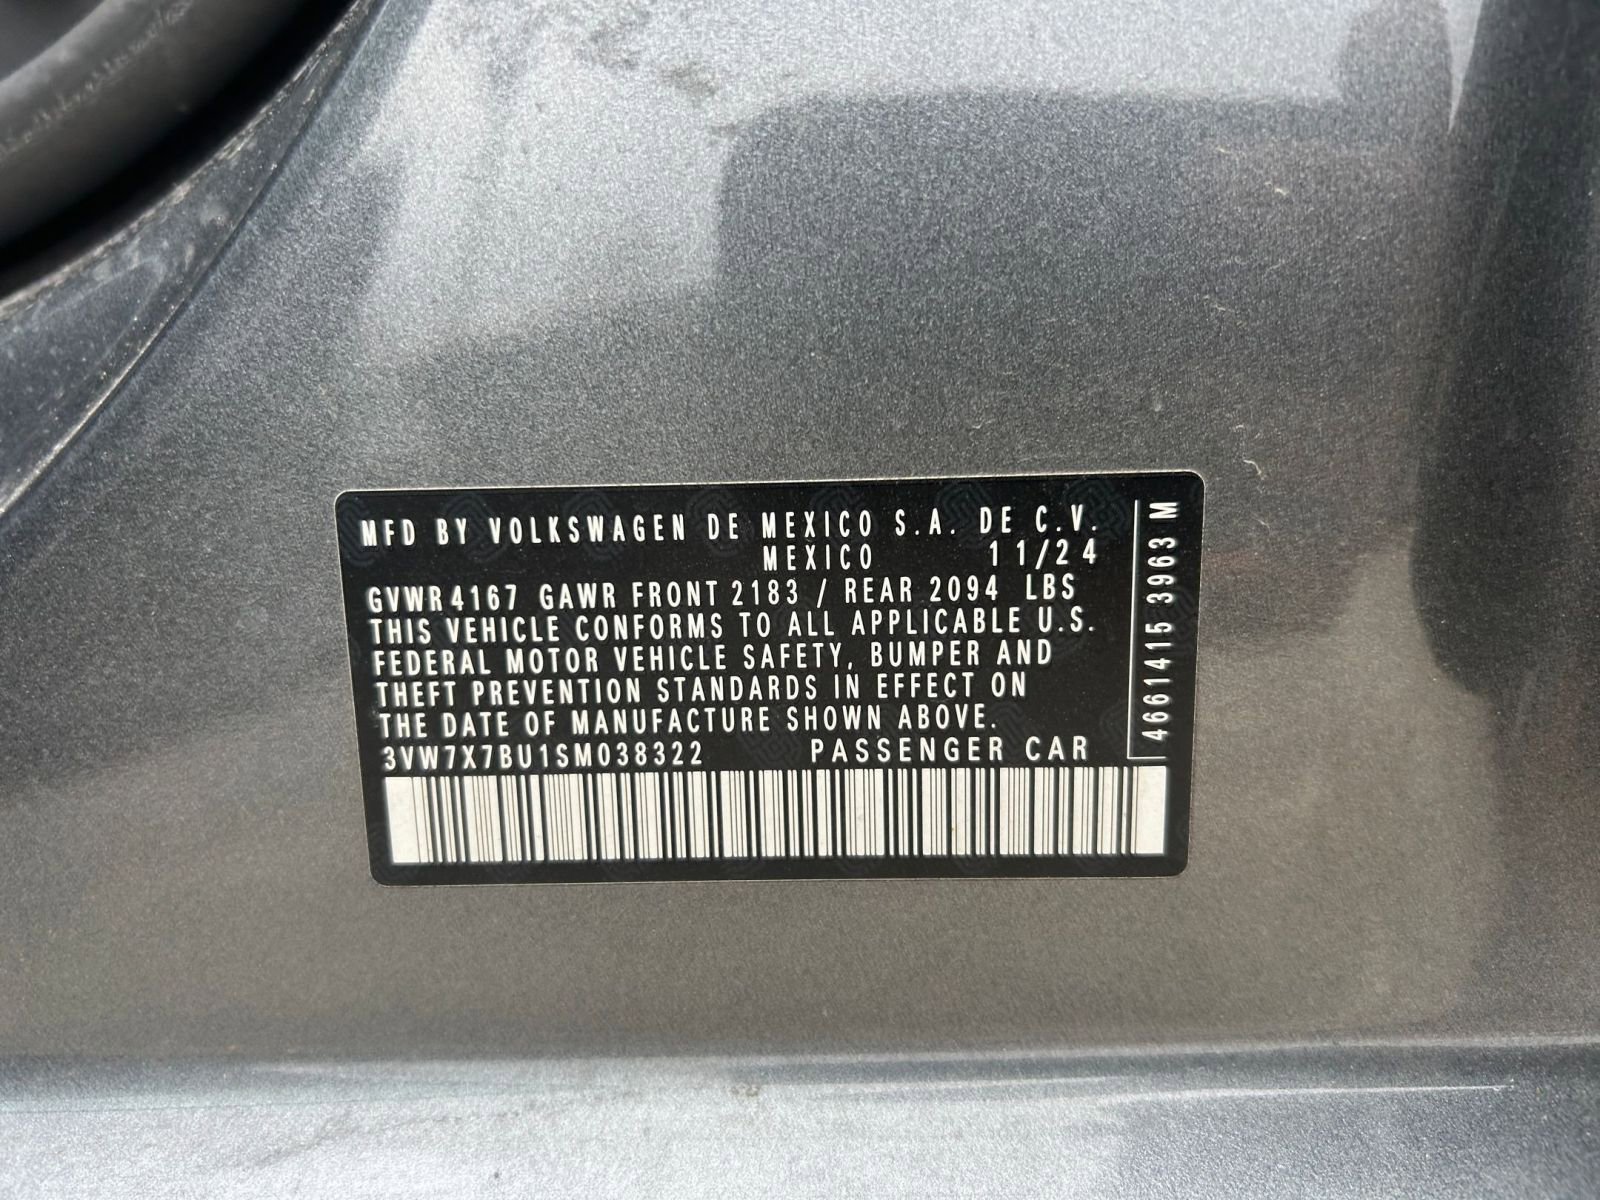 MFD BY VOLKSWAGEN DE MEXICO S.A. DE C.V.
MEXICO 11/24
GVWR 4167 GAWR FRONT 2183 / REAR 2094 LBS
THIS VEHICLE CONFORMS TO ALL APPLICABLE U.S.
FEDERAL MOTOR VEHICLE SAFETY, BUMPER AND
THEFT PREVENTION STANDARDS IN EFFECT ON
THE DATE OF MANUFACTURE SHOWN ABOVE.
3VW7X7BU1SM038322 PASSENGER CAR
4661415 3963 M